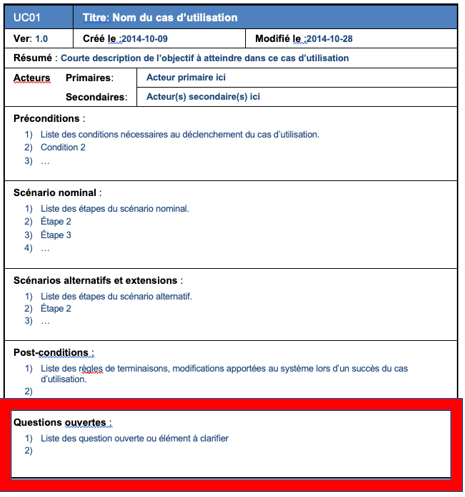 UC01 Titre: Nom du cas d'utilisation
Ver: 1.0 Créé le :2014-10-09 Modifié le :2014-10-28
Résumé : Courte description de l'objectif à atteindre dans ce cas d'utilisation
Acteurs Primaires: Acteur primaire ici
Secondaires: Acteur(s) secondaire(s) ici
Préconditions :
1) Liste des conditions nécessaires au déclenchement du cas d'utilisation.
2) Condition 2
3) …
Scénario nominal :
1) Liste des étapes du scénario nominal.
2) Étape 2
3) Étape 3
4) …
Scénarios alternatifs et extensions :
1) Liste des étapes du scénario alternatif.
2) Étape 2
3) …
Post-conditions :
1) Liste des règles de terminaisons, modifications apportées au système lors d'un succès du cas
d'utilisation.
2)
Questions ouvertes :
1) Liste des question ouverte ou élément à clarifier
2)